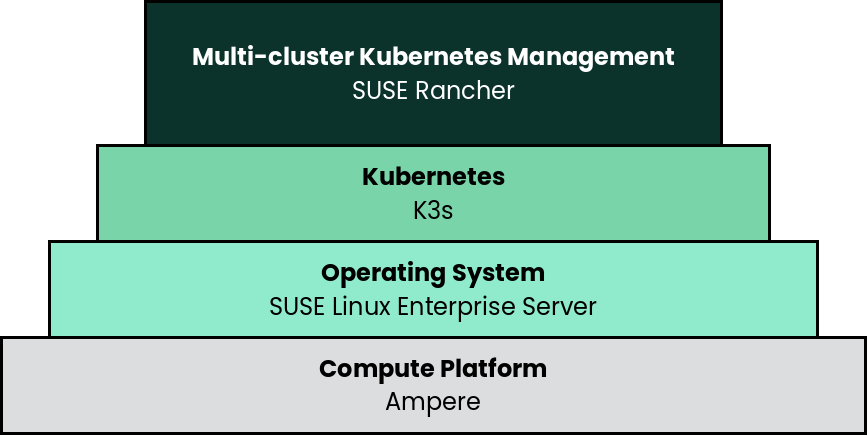 Multi-cluster Kubernetes Management
SUSE Rancher
Kubernetes
K3s
Operating System
SUSE Linux Enterprise Server
Compute Platform
Ampere